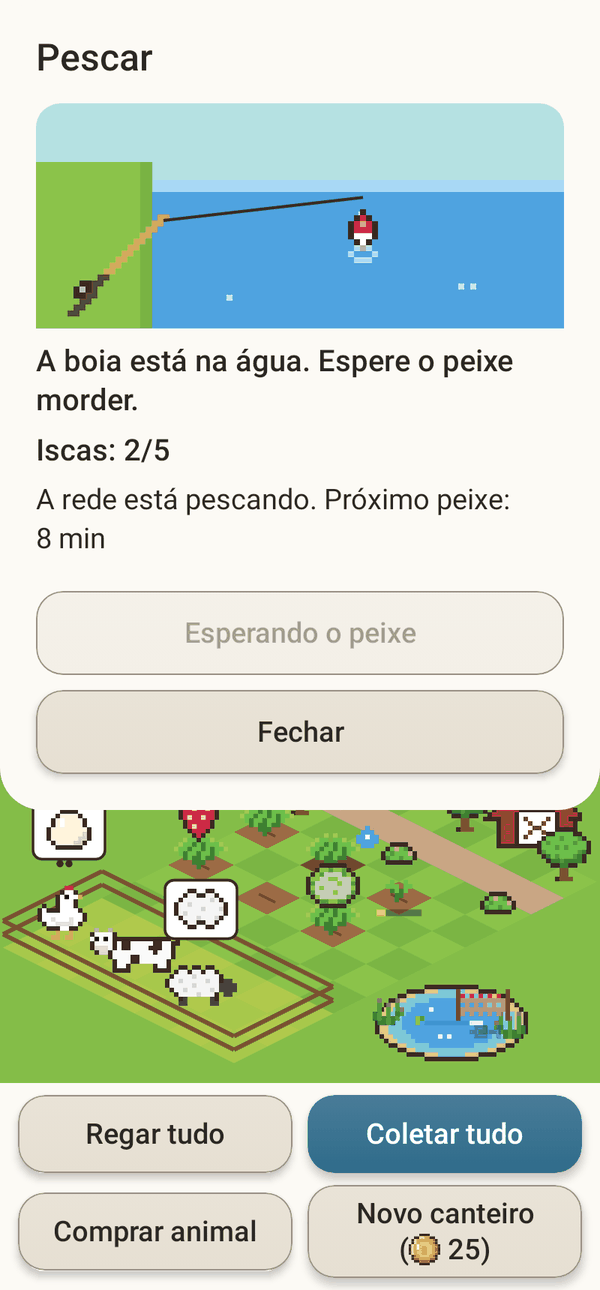 Pescar
A boia está na água. Espere o peixe
morder.
Iscas: 2/5
A rede está pescando. Próximo peixe:
8 min
Esperando o peixe
Fechar
Regar tudo
Coletar tudo
Comprar animal
Novo canteiro
( 25)